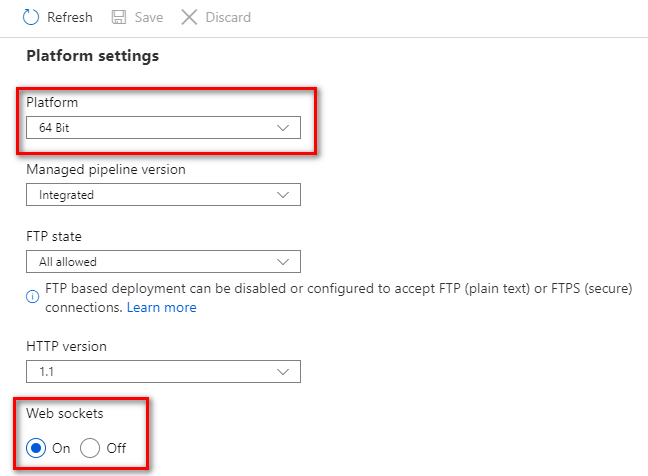 Refresh Save Discard
Platform settings
Platform
64 Bit
Managed pipeline version
Integrated
FTP state
All allowed
FTP based deployment can be disabled or configured to accept FTP (plain text) or FTPS (secure)
connections. Learn more
HTTP version
1.1
Web sockets
On Off